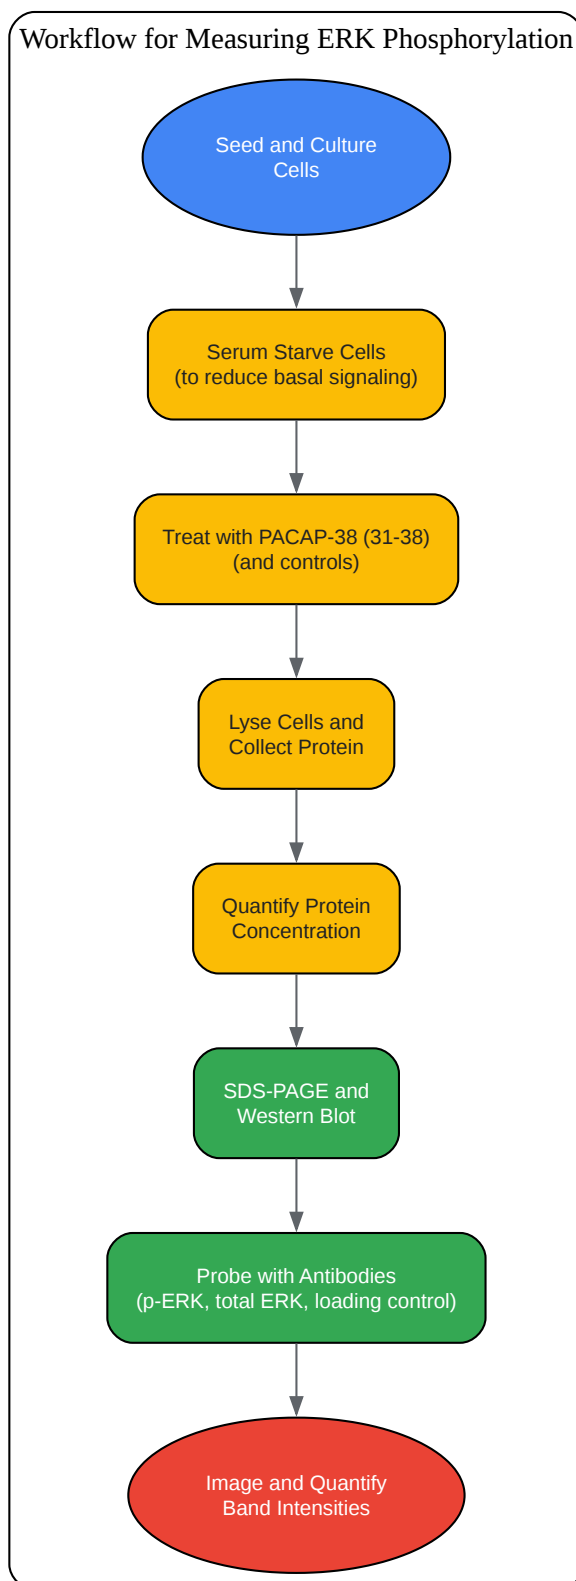 Workflow for Measuring ERK Phosphorylation
Seed and Culture
Cells
Serum Starve Cells
(to reduce basal signaling)
Treat with PACAP-38 (31-38)
(and controls)
Lyse Cells and
Collect Protein
Quantify Protein
Concentration
SDS-PAGE and
Western Blot
Probe with Antibodies
(p-ERK, total ERK, loading control)
Image and Quantify
Band Intensities